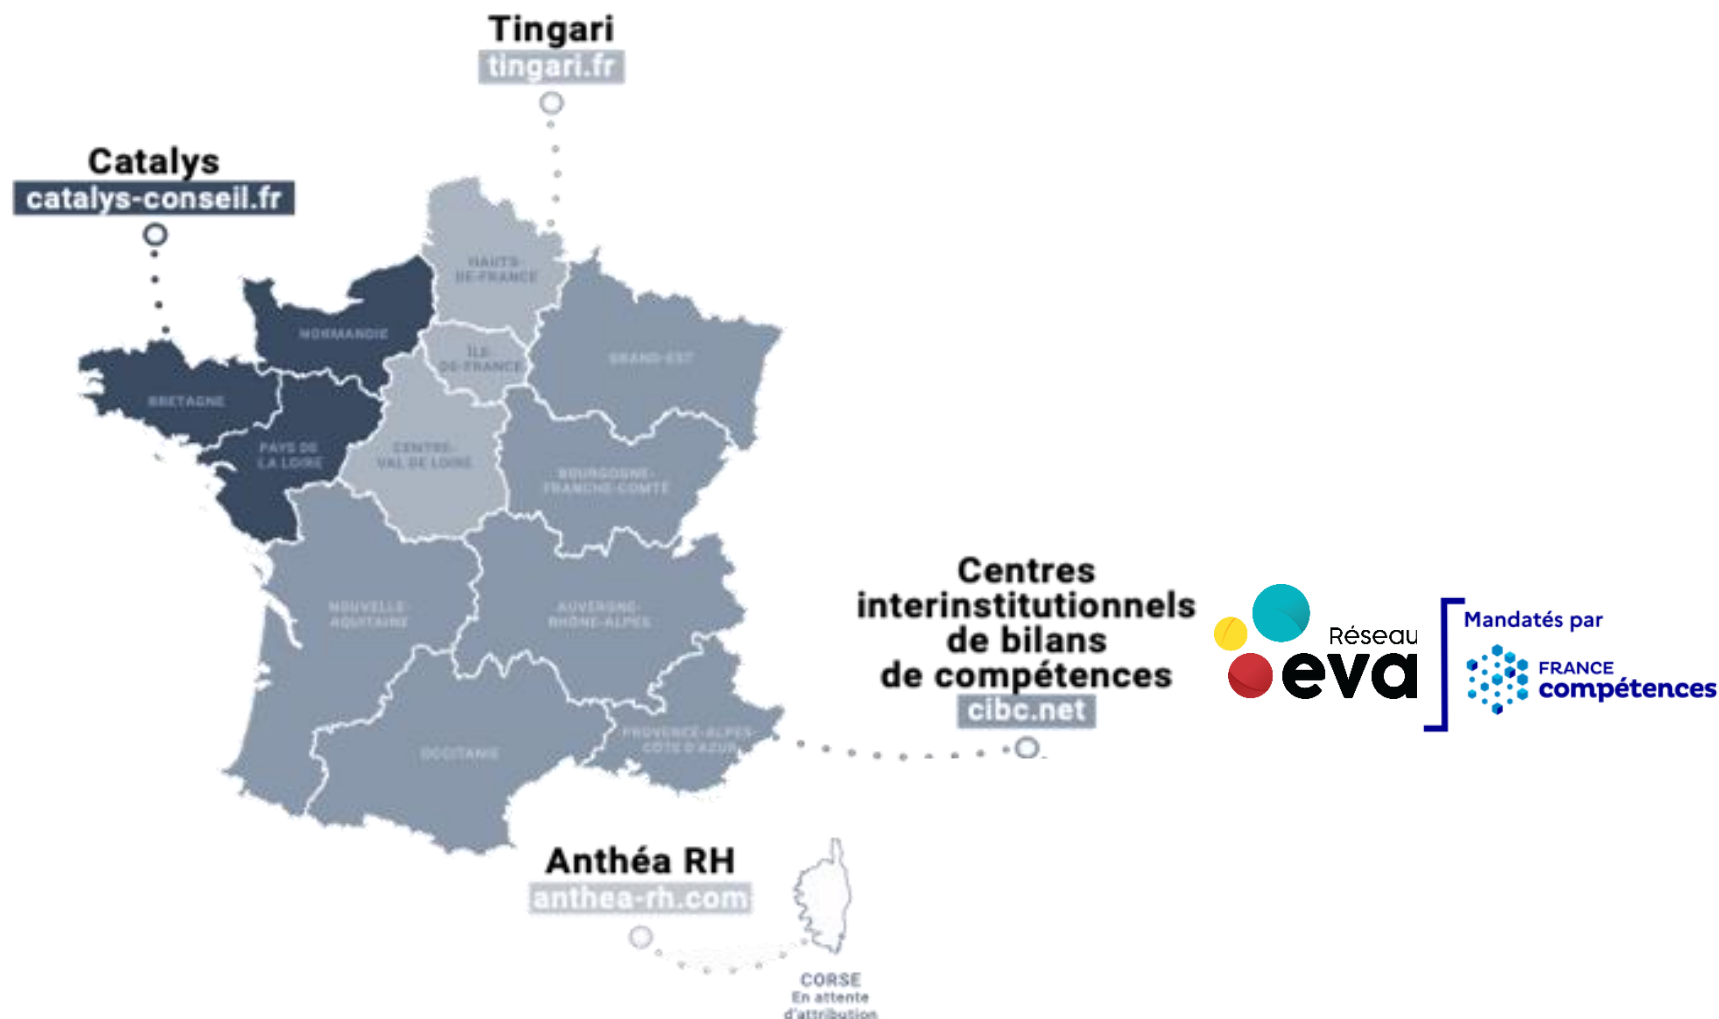 Tingari
tingari.fr
Catalys
catalys-conseil.fr
HAUTS-
DE-FRANCE
NORMANDIE
ÎLE-
DE-FRANCE
GRAND-EST
BRETAGNE
PAYS DE
LA LOIRE
CENTRE-
VAL DE LOIRE
BOURGOGNE-
FRANCHE-COMTÉ
NOUVELLE-
AQUITAINE
AUVERGNE-
RHÔNE-ALPES
OCCITANIE
PROVENCE-ALPES
CÔTE D'AZUR
Centres
interinstitutionnels
de bilans
de compétences
cibc.net
Réseau
eva
Mandatés par
FRANCE
compétences
Anthéa RH
anthea-rh.com
CORSE
En attente
d'attribution